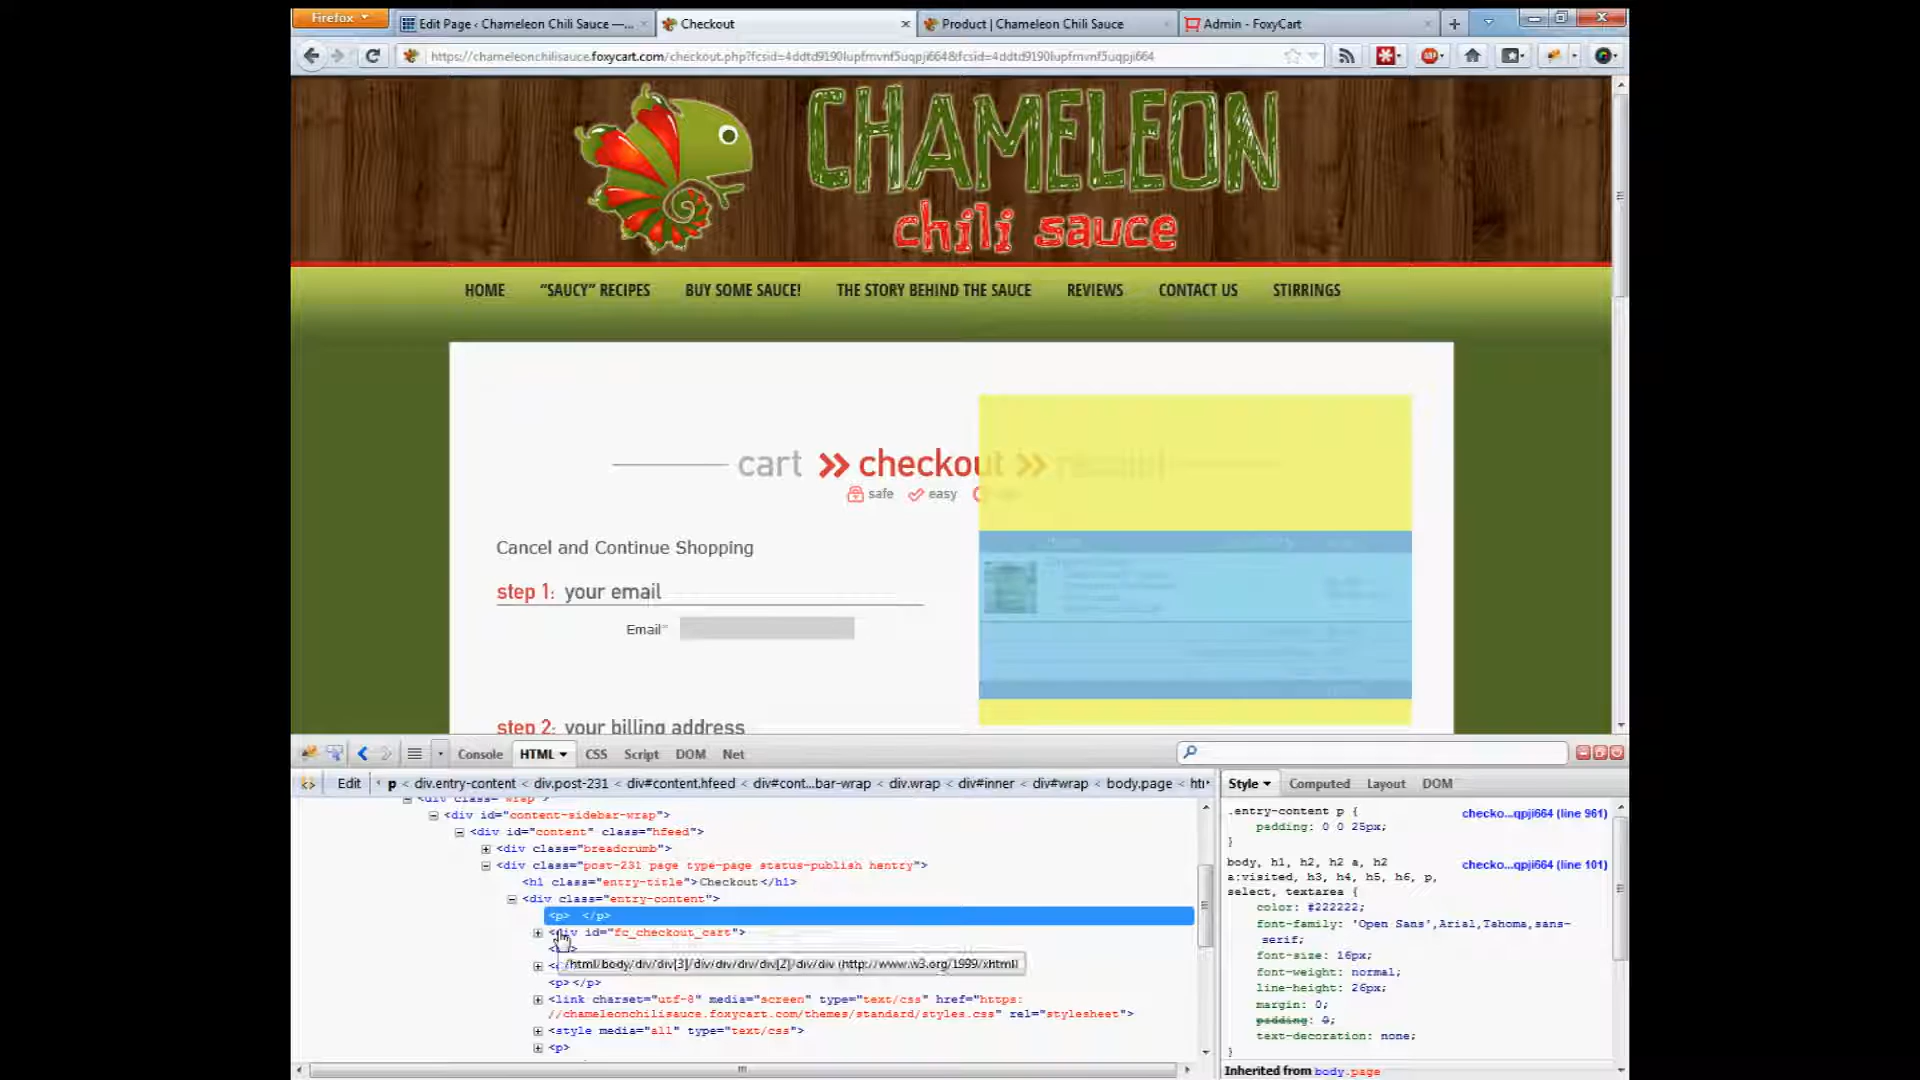 Firefox
Edit Page ‹ Chameleon Chili Sauce —...
Checkout
Product | Chameleon Chili Sauce
Admin - FoxyCart
https://chameleonchilisauce.foxycart.com/checkout.php?fcsid=4ddtd9190lupfmvnf5uqpji664&fcsid=4ddtd9190lupfmvnf5uqpji664
CHAMELEON
chili sauce
HOME
"SAUCY" RECIPES
BUY SOME SAUCE!
THE STORY BEHIND THE SAUCE
REVIEWS
CONTACT US
STIRRINGS
cart >> checkout >> receipt
safe easy
Cancel and Continue Shopping
step 1: your email
Email*
step 2: your billing address
Console HTML CSS Script DOM Net
Edit p < div.entry-content < div.post-231 < div#content.hfeed < div#cont...bar-wrap < div.wrap < div#inner < div#wrap < body.page < ht
Style Computed Layout DOM
<div class="wrap">
<div id="content-sidebar-wrap">
<div id="content" class="hfeed">
<div class="breadcrumb">
<div class="post-231 page type-page status-publish hentry">
<h1 class="entry-title">Checkout</h1>
<div class="entry-content">
<p> </p>
<div id="fc_checkout_cart">
/html/body/div/div[3]/div/div/div/div[2]/div/div (http://www.w3.org/1999/xhtml)
<p></p>
<link charset="utf-8" media="screen" type="text/css" href="https:
//chameleonchilisauce.foxycart.com/themes/standard/styles.css" rel="stylesheet">
<style media="all" type="text/css">
<p>
.entry-content p { checko...qpji664 (line 961)
padding: 0 0 25px;
}
body, h1, h2, h2 a, h2 checko...qpji664 (line 101)
a:visited, h3, h4, h5, h6, p,
select, textarea {
color: #222222;
font-family: 'Open Sans',Arial,Tahoma,sans-
serif;
font-size: 16px;
font-weight: normal;
line-height: 26px;
margin: 0;
padding: 0;
text-decoration: none;
}
Inherited from body.page